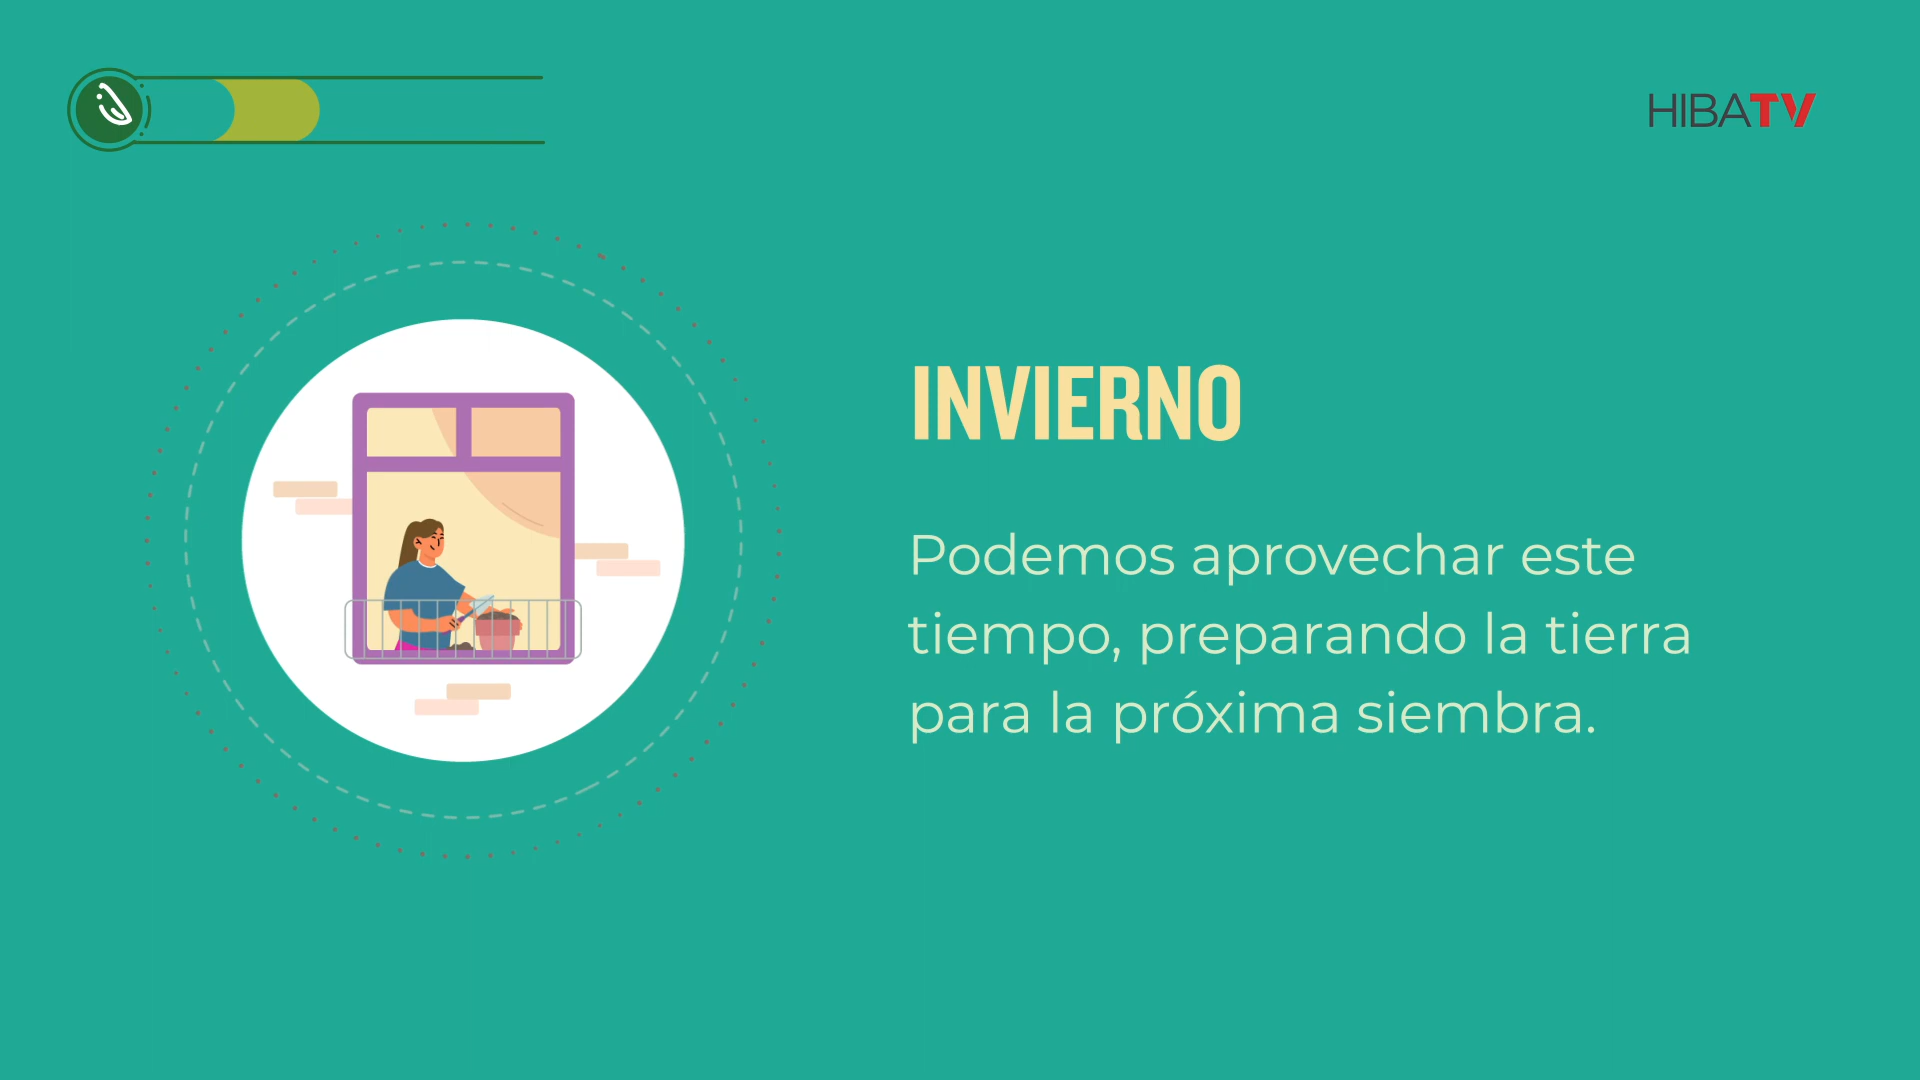 HIBATV
INVIERNO
Podemos aprovechar este
tiempo, preparando la tierra
para la próxima siembra.